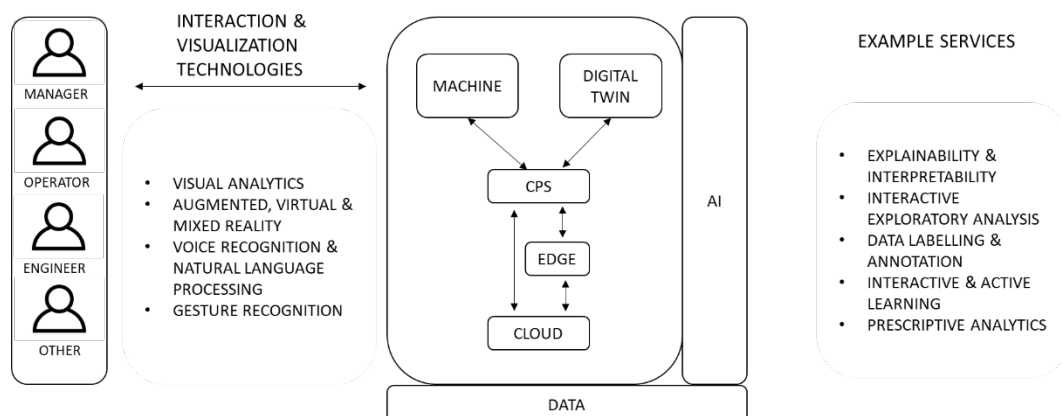 MANAGER
OPERATOR
ENGINEER
OTHER
INTERACTION &
VISUALIZATION
TECHNOLOGIES
• VISUAL ANALYTICS
• AUGMENTED, VIRTUAL &
MIXED REALITY
• VOICE RECOGNITION &
NATURAL LANGUAGE
PROCESSING
• GESTURE RECOGNITION
MACHINE
DIGITAL
TWIN
CPS
EDGE
CLOUD
AI
DATA
EXAMPLE SERVICES
• EXPLAINABILITY &
INTERPRETABILITY
• INTERACTIVE
EXPLORATORY ANALYSIS
• DATA LABELLING &
ANNOTATION
• INTERACTIVE & ACTIVE
LEARNING
• PRESCRIPTIVE ANALYTICS